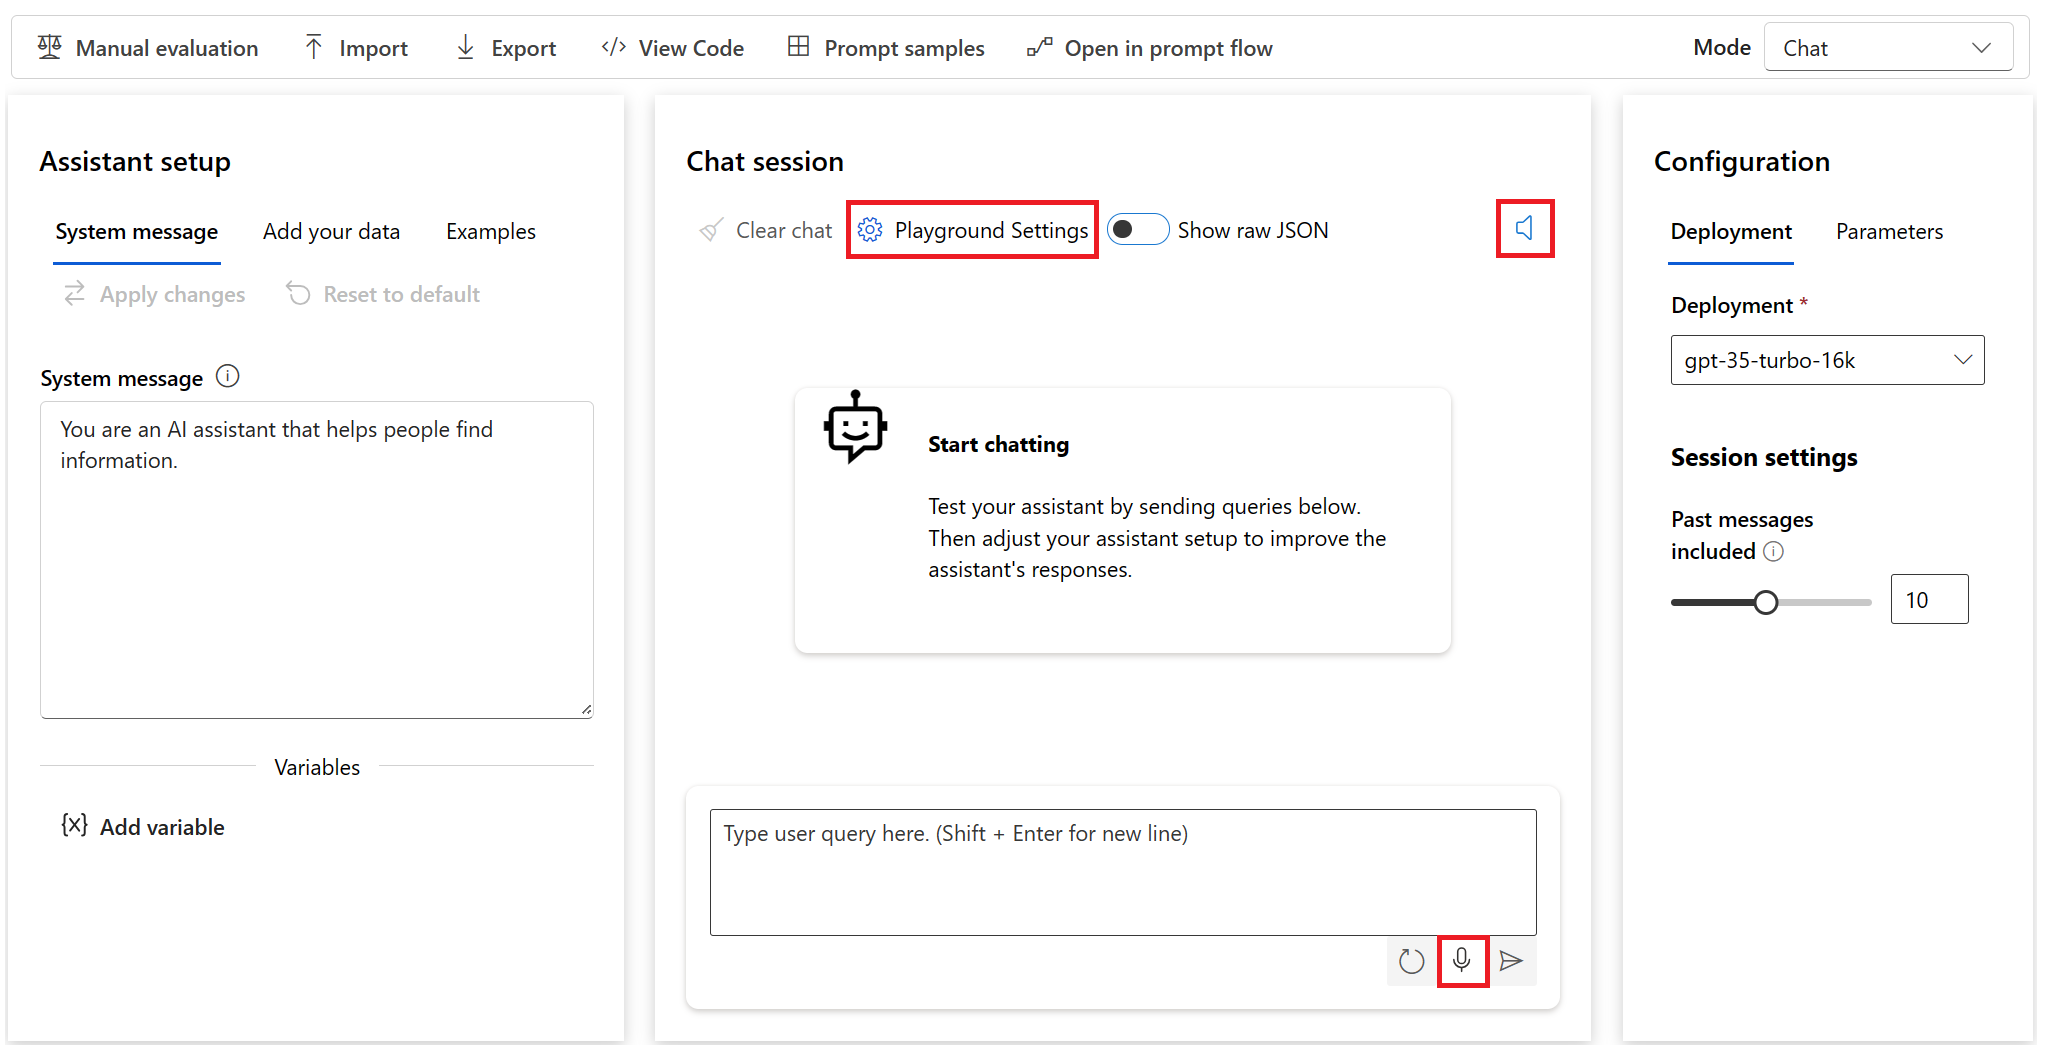 Manual evaluation
Import
Export
View Code
Prompt samples
Open in prompt flow
Mode
Chat
Assistant setup
System message
Add your data
Examples
Apply changes
Reset to default
System message
You are an AI assistant that helps people find
information.
Variables
{x} Add variable
Chat session
Clear chat
Playground Settings
Show raw JSON
Start chatting
Test your assistant by sending queries below.
Then adjust your assistant setup to improve the
assistant's responses.
Type user query here. (Shift + Enter for new line)
Configuration
Deployment
Parameters
Deployment *
gpt-35-turbo-16k
Session settings
Past messages
included
10